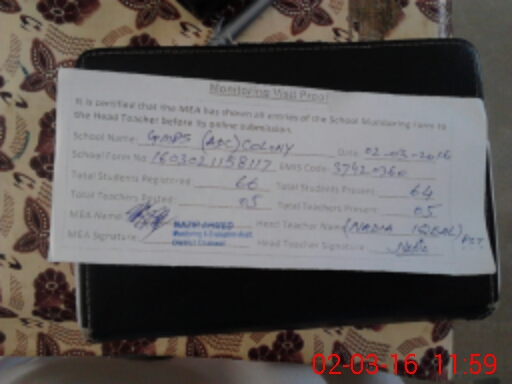 Monitoring Visit Proof
It is certified that the MEA has shown all entries of the School Monitoring Form to
the Head Teacher before its online submission.
School Name: GMPS (ABC) COLONY Date: 02-03-2016
School Form No: 1603021158117 EMIS Code: 37420360
Total Students Registered: 66 Total Students Present: 64
Total Teachers Posted: 05 Total Teachers Present: 05
MEA Name: Head Teacher Name: (NADIA IQBAL)
MEA Signature: District Head Teacher Signature:
02-03-16 11:59